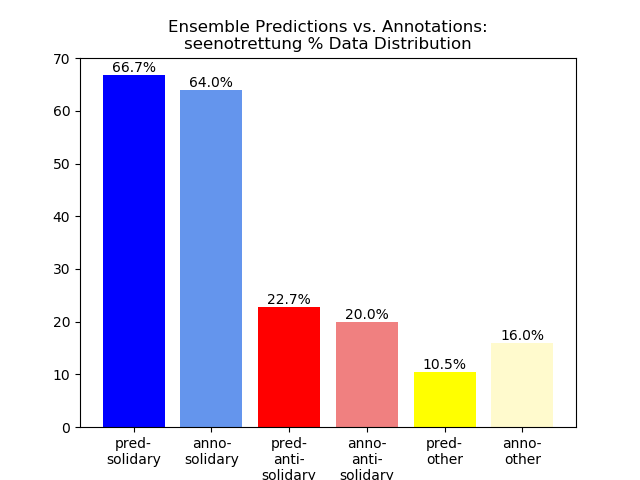 Ensemble Predictions vs. Annotations:
seenotrettung % Data Distribution
70
60
50
40
30
20
10
0
66.7%
64.0%
22.7%
20.0%
10.5%
16.0%
pred-
solidary
anno-
solidary
pred-
anti-
solidary
anno-
anti-
solidary
pred-
other
anno-
other